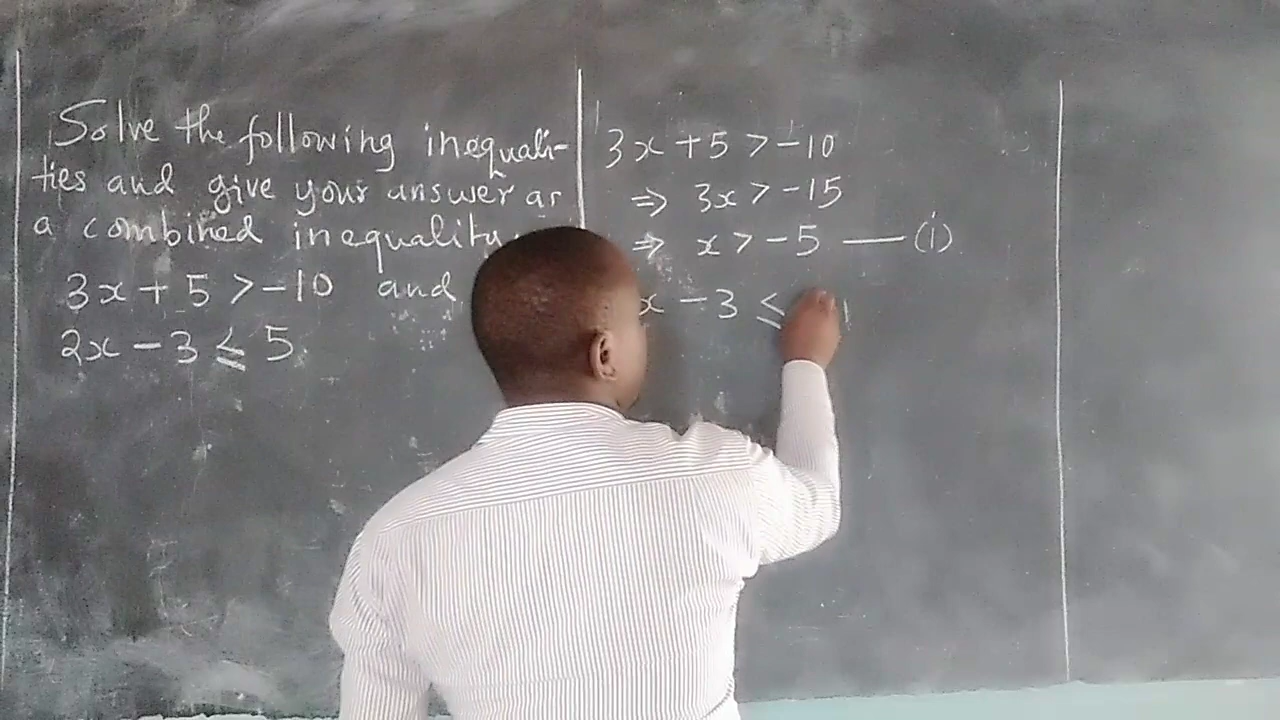 Solve the following inequali-
ties and give your answer as
a combined inequality.
3x + 5 > -10 and
2x - 3 ≤ 5
3x + 5 > -10
⇒ 3x > -15
⇒ x > -5 — (i)
x - 3 ≤